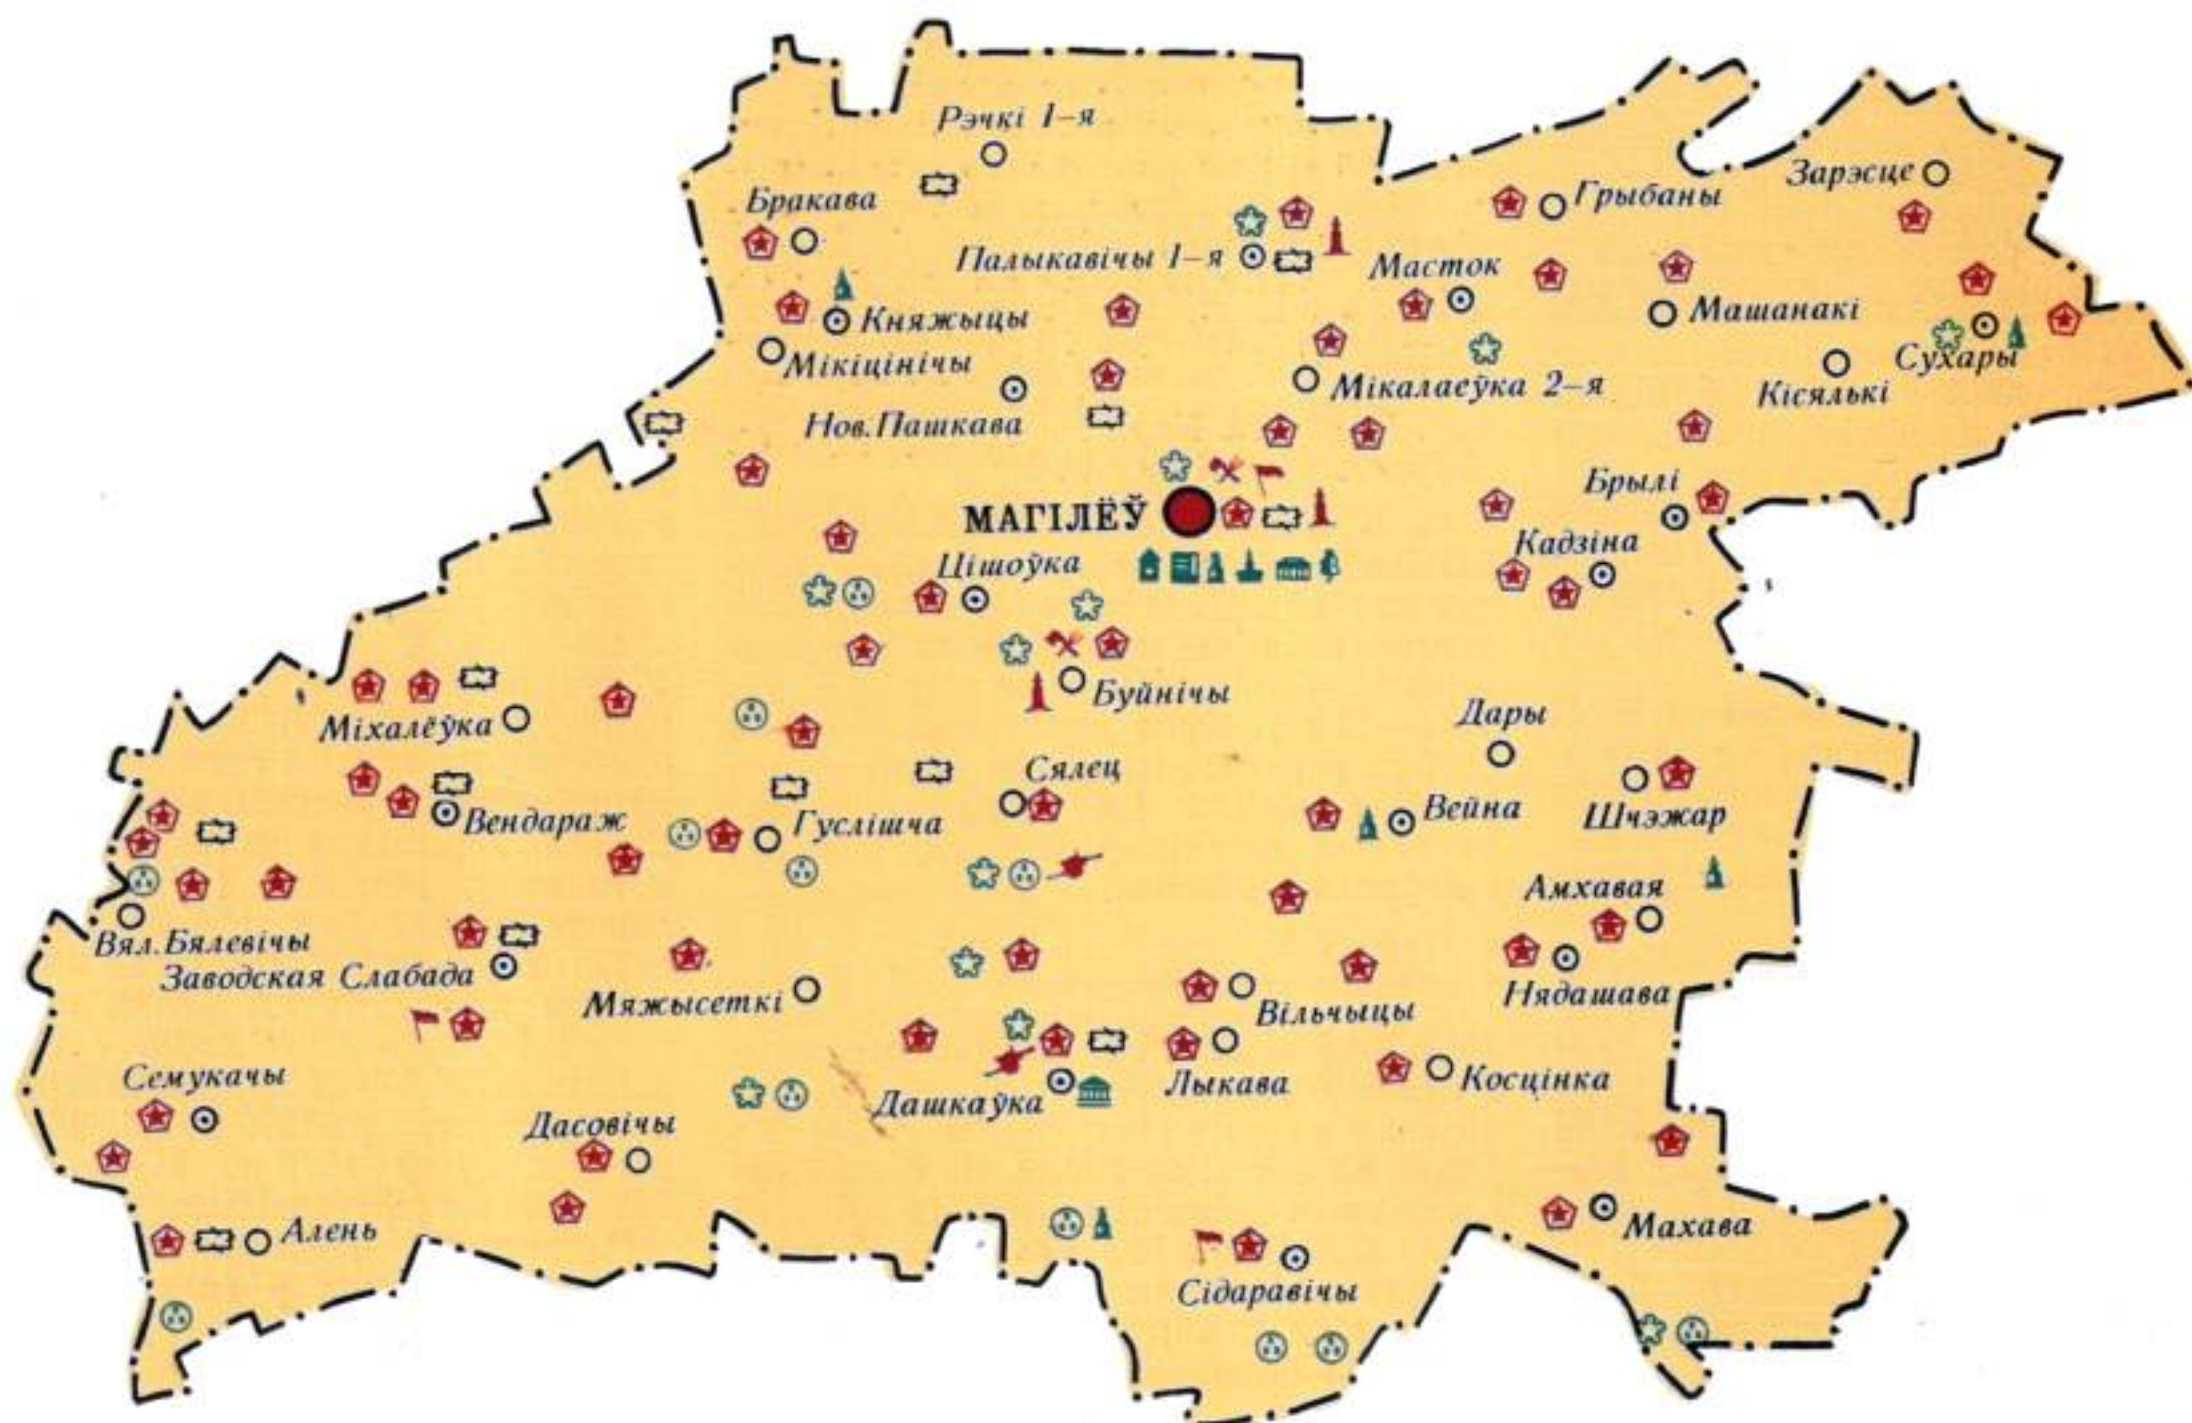 Рэчкі 1–я
Зарэсце
Бракава
Грыбаны
Палыкавічы 1–я
Масток
Княжыцы
Машанакі
Мікіцінічы
Сухары
Мікалаеўка 2–я
Кісялькі
Нов.Пашкава
Брылі
МАГІЛЁЎ
Кадзіна
Цішоўка
Буйнічы
Міхалёўка
Дары
Сялец
Вендараж
Гуслішча
Вейна
Шчэжар
Амхавая
Вял.Бялевічы
Заводская Слабада
Мяжысеткі
Нядашава
Вільчыцы
Семукачы
Лыкава
Косцінка
Дашкаўка
Дасовічы
Алень
Махава
Сідаравічы